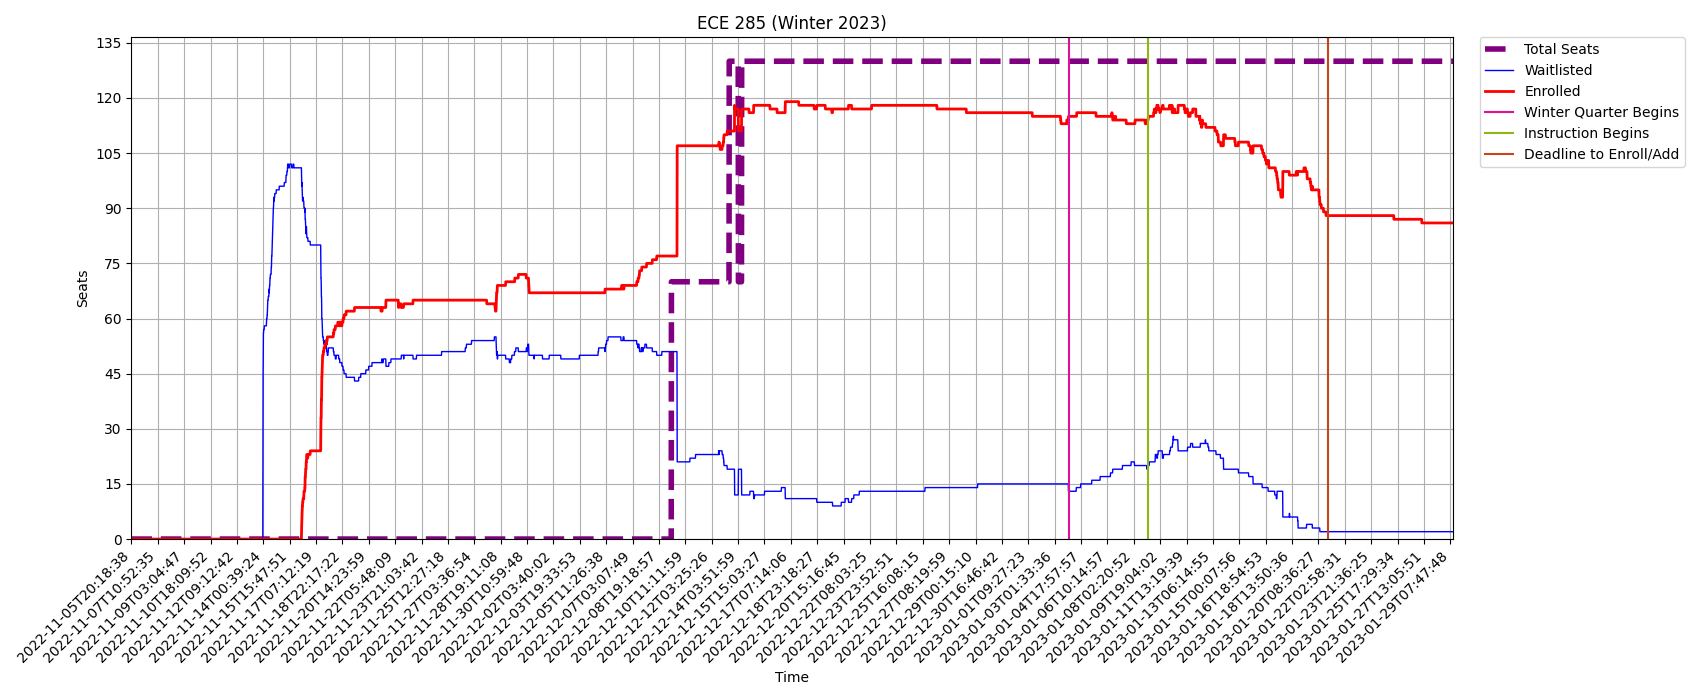 ECE 285 (Winter 2023)
135
120
105
90
75
60
45
30
15
0
Seats
Total Seats
Waitlisted
Enrolled
Winter Quarter Begins
Instruction Begins
Deadline to Enroll/Add
2022-11-05T20:18:38
2022-11-07T10:52:35
2022-11-09T03:04:47
2022-11-10T18:09:52
2022-11-12T09:12:42
2022-11-14T00:39:24
2022-11-15T15:47:51
2022-11-17T07:12:19
2022-11-18T22:17:22
2022-11-20T14:23:59
2022-11-22T05:48:09
2022-11-23T21:03:42
2022-11-25T12:27:18
2022-11-27T03:36:54
2022-11-28T19:11:08
2022-11-30T10:59:48
2022-12-02T03:40:02
2022-12-03T19:33:53
2022-12-05T11:26:38
2022-12-07T03:07:49
2022-12-08T19:18:57
2022-12-10T11:11:59
2022-12-12T03:25:26
2022-12-14T03:51:59
2022-12-15T15:03:27
2022-12-17T07:14:06
2022-12-18T23:18:27
2022-12-20T15:16:45
2022-12-22T08:03:25
2022-12-23T23:52:51
2022-12-25T16:08:15
2022-12-27T08:19:59
2022-12-29T00:15:10
2022-12-30T16:46:42
2023-01-01T09:27:23
2023-01-03T01:33:36
2023-01-04T17:57:57
2023-01-06T10:14:57
2023-01-08T02:20:52
2023-01-09T19:04:02
2023-01-11T13:19:39
2023-01-13T06:14:55
2023-01-15T00:07:56
2023-01-16T18:54:53
2023-01-18T13:50:36
2023-01-20T08:36:27
2023-01-22T02:58:31
2023-01-23T21:36:25
2023-01-25T17:29:34
2023-01-27T13:05:51
2023-01-29T07:47:48
Time